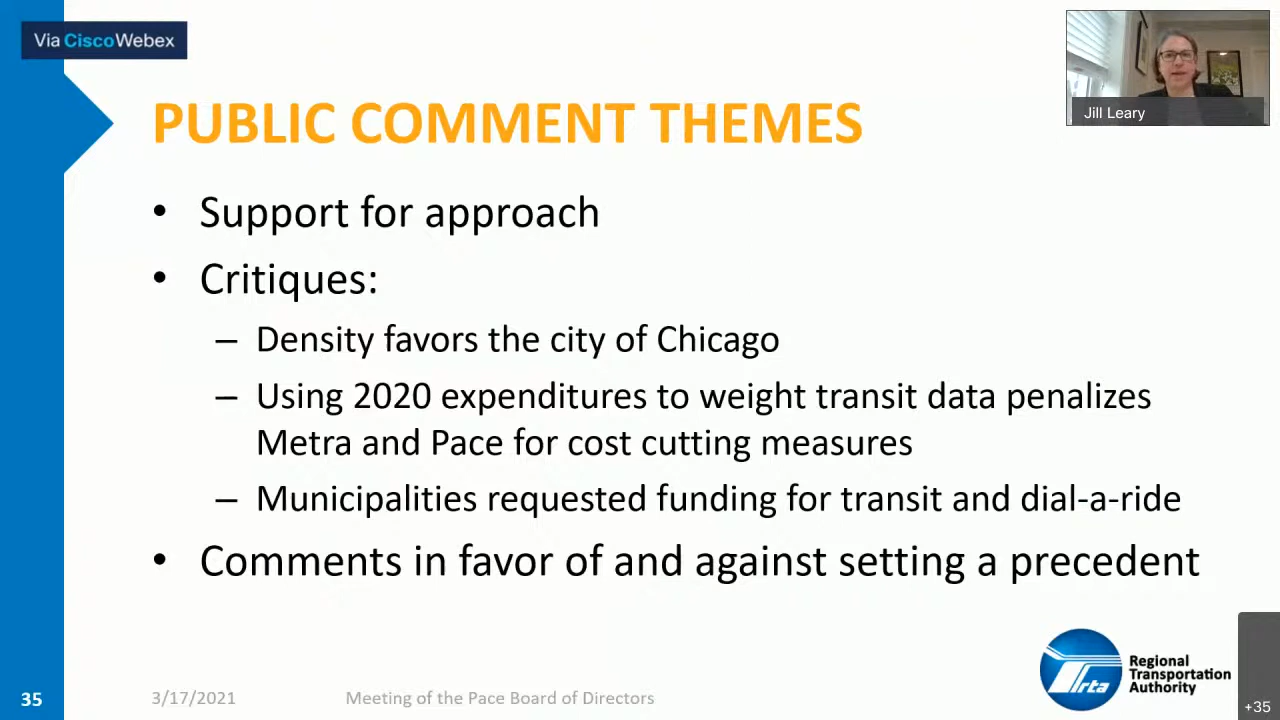 Via Cisco Webex
Jill Leary
PUBLIC COMMENT THEMES
• Support for approach
• Critiques:
– Density favors the city of Chicago
– Using 2020 expenditures to weight transit data penalizes
Metra and Pace for cost cutting measures
– Municipalities requested funding for transit and dial-a-ride
• Comments in favor of and against setting a precedent
rta
Regional
Transportation
Authority
35
3/17/2021
Meeting of the Pace Board of Directors
+35